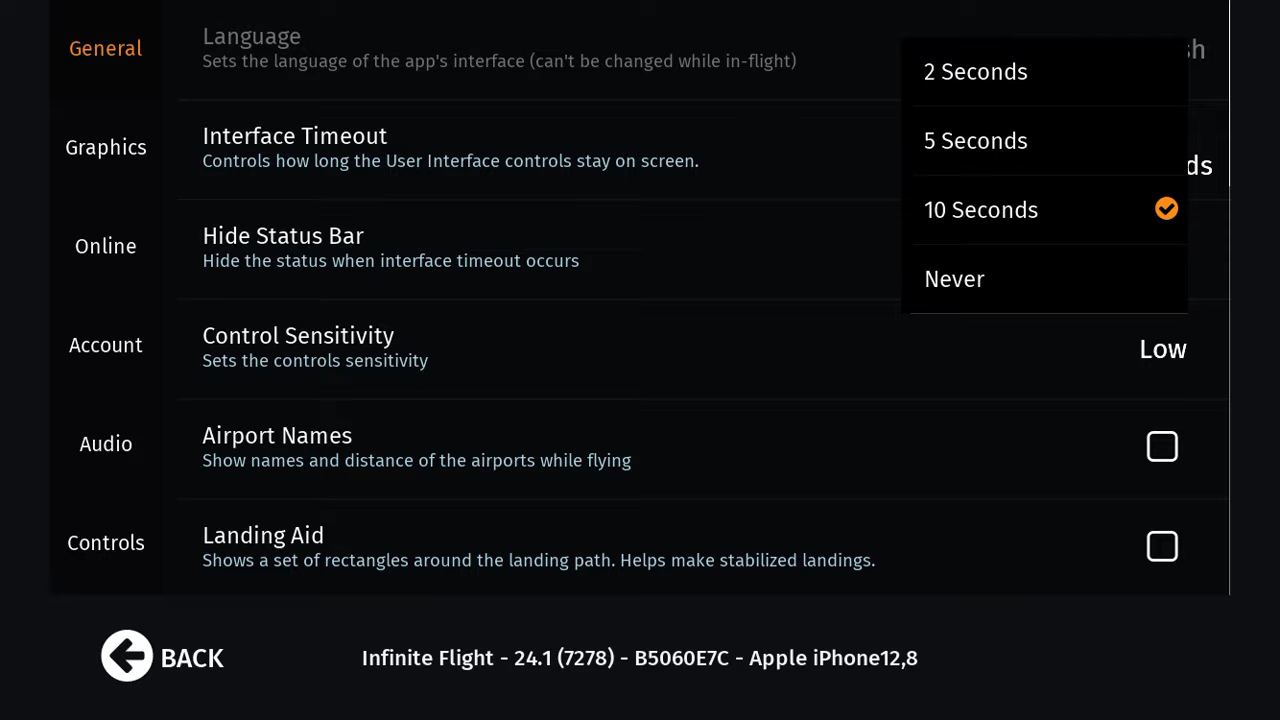 General
Graphics
Online
Account
Audio
Controls
Language
Sets the language of the app's interface (can't be changed while in-flight)
Interface Timeout
Controls how long the User Interface controls stay on screen.
Hide Status Bar
Hide the status when interface timeout occurs
Control Sensitivity
Sets the controls sensitivity
Low
Airport Names
Show names and distance of the airports while flying
Landing Aid
Shows a set of rectangles around the landing path. Helps make stabilized landings.
2 Seconds
5 Seconds
10 Seconds
Never
BACK
Infinite Flight - 24.1 (7278) - B5060E7C - Apple iPhone12,8